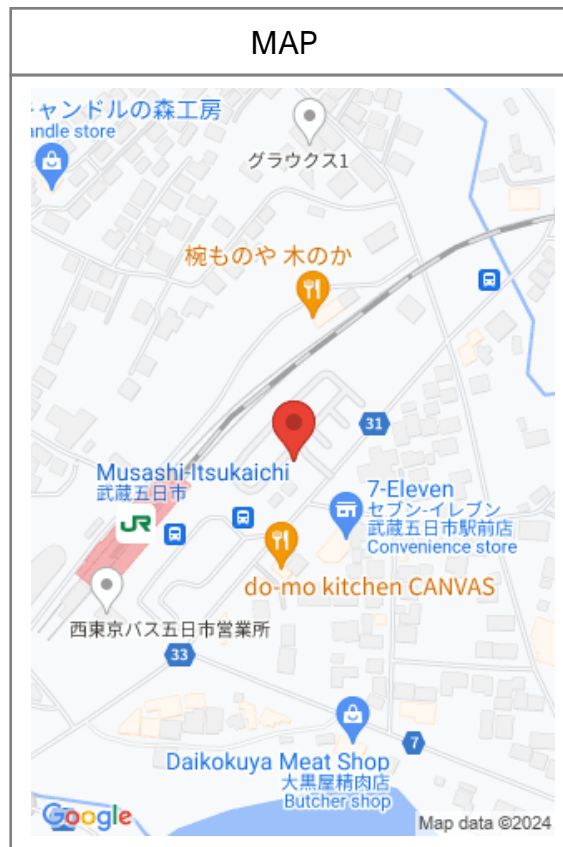 MAP
ャンドルの森工房
andle store
グラウクス1
椀ものや 木のか
31
Musashi-Itsukaichi
武蔵五日市
JR
7-Eleven
セブン-イレブン
武蔵五日市駅前店
Convenience store
do-mo kitchen CANVAS
西東京バス五日市営業所
33
7
Daikokuya Meat Shop
大黒屋精肉店
Butcher shop
Google
Map data ©2024